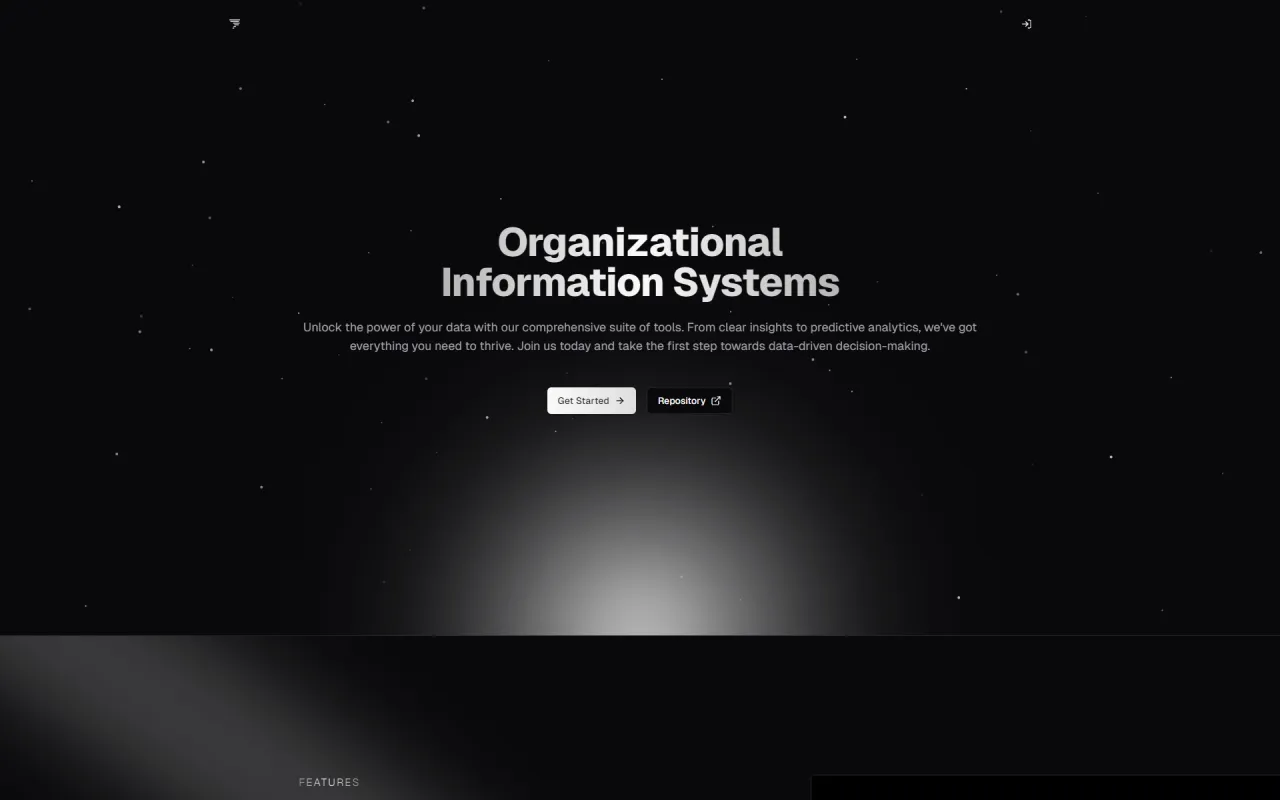 Organizational
Information Systems
Unlock the power of your data with our comprehensive suite of tools. From clear insights to predictive analytics, we've got
everything you need to thrive. Join us today and take the first step towards data-driven decision-making.
Get Started
Repository
FEATURES